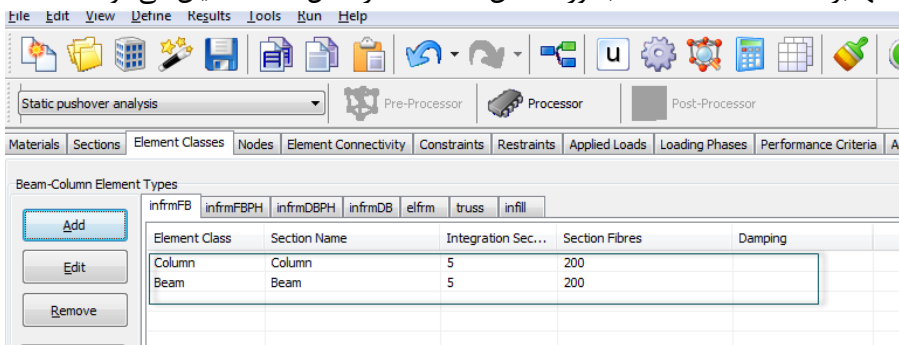 File Edit View Define Results Tools Run Help
u
Static pushover analysis Pre-Processor Processor Post-Processor
Materials Sections Element Classes Nodes Element Connectivity Constraints Restraints Applied Loads Loading Phases Performance Criteria A
Beam-Column Element Types
infrmFB infrmFBPH infrmDBPH infrmDB elfrm truss infill
Add
Element Class Section Name Integration Sec... Section Fibres Damping
Edit
Column Column 5 200
Beam Beam 5 200
Remove